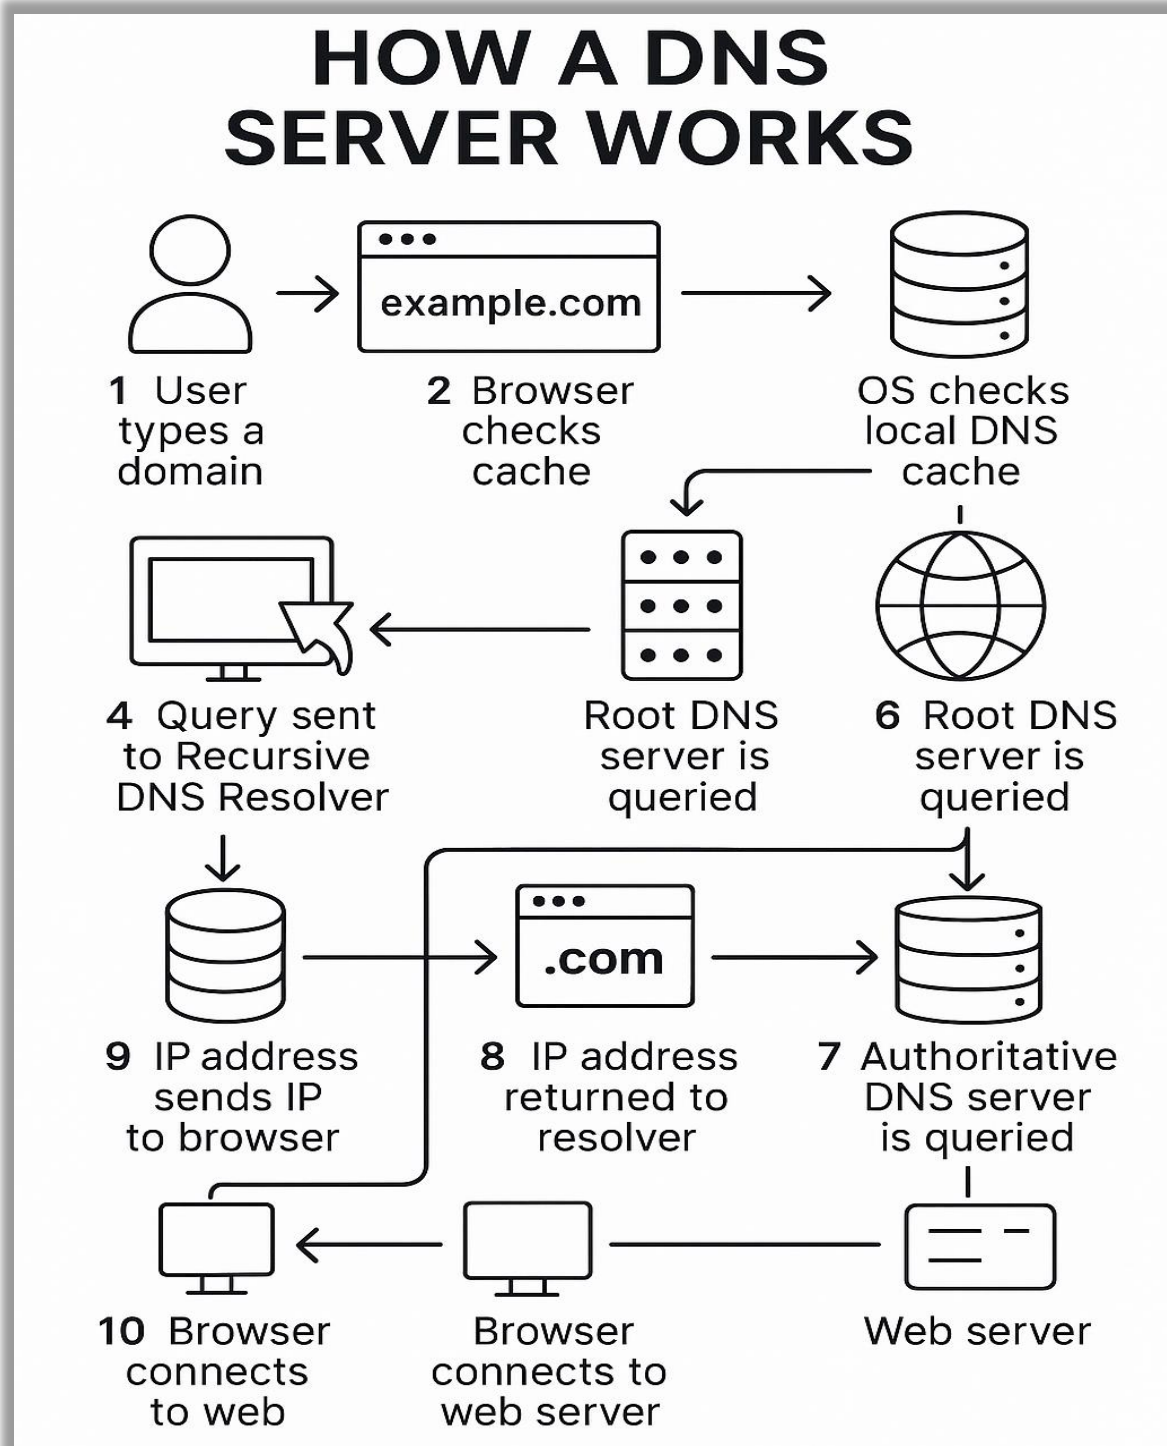 HOW A DNS
SERVER WORKS
example.com
1 User
types a
domain
2 Browser
checks
cache
OS checks
local DNS
cache
4 Query sent
to Recursive
DNS Resolver
Root DNS
server is
queried
6 Root DNS
server is
queried
.com
9 IP address
sends IP
to browser
8 IP address
returned to
resolver
7 Authoritative
DNS server
is queried
10 Browser
connects
to web
Browser
connects to
web server
Web server